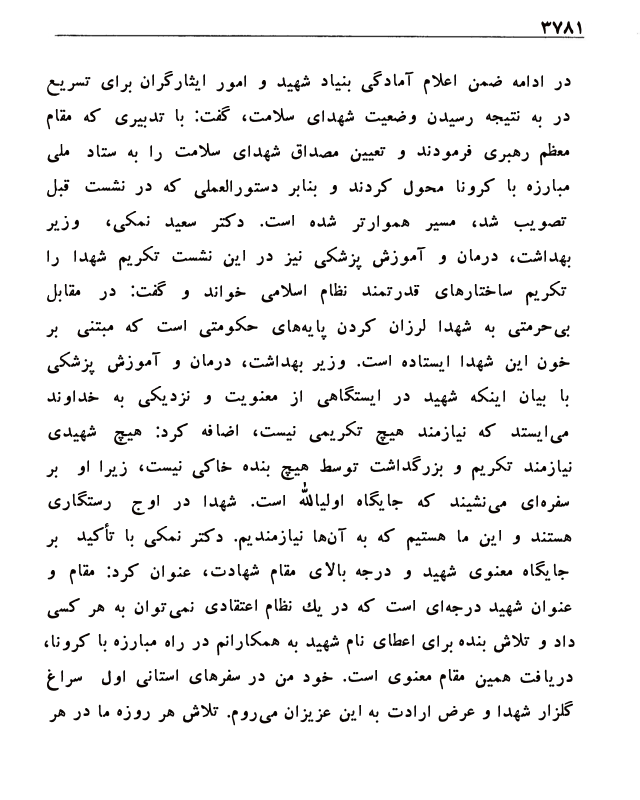 ۳۷۸۱
در ادامه ضمن اعلام آمادگی بنیاد شهید و امور ایثارگران برای تسریع
در به نتیجه رسیدن وضعیت شهدای سلامت، گفت: با تدبیری که مقام
معظم رهبری فرمودند و تعیین مصداق شهدای سلامت را به ستاد ملی
مبارزه با کرونا محول کردند و بنابر دستورالعملی که در نشست قبل
تصویب شد، مسیر هموارتر شده است. دکتر سعید نمکی، وزیر
بهداشت، درمان و آموزش پزشکی نیز در این نشست تکریم شهدا را
تکریم ساختارهای قدرتمند نظام اسلامی خواند و گفت: در مقابل
بی‌حرمتی به شهدا لرزان کردن پایه‌های حکومتی است که مبتنی بر
خون این شهدا ایستاده است. وزیر بهداشت، درمان و آموزش پزشکی
با بیان اینکه شهید در ایستگاهی از معنویت و نزدیکی به خداوند
می‌ایستد که نیازمند هیچ تکریمی نیست، اضافه کرد: هیچ شهیدی
نیازمند تکریم و بزرگداشت توسط هیچ بنده خاکی نیست، زیرا او بر
سفره‌ای می‌نشیند که جایگاه اولیالله است. شهدا در اوج رستگاری
هستند و این ما هستیم که به آن‌ها نیازمندیم. دکتر نمکی با تأکید بر
جایگاه معنوی شهید و درجه بالای مقام شهادت، عنوان کرد: مقام و
عنوان شهید درجه‌ای است که در یك نظام اعتقادی نمی‌توان به هر کسی
داد و تلاش بنده برای اعطای نام شهید به همکارانم در راه مبارزه با کرونا،
دریافت همین مقام معنوی است. خود من در سفرهای استانی اول سراغ
گلزار شهدا و عرض ارادت به این عزیزان می‌روم. تلاش هر روزه ما در هر